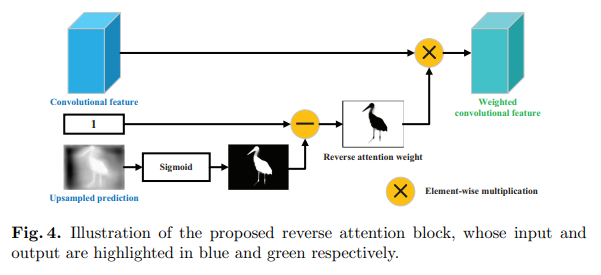 Convolutional feature
Weighted
convolutional feature
1
Reverse attention weight
Sigmoid
Upsampled prediction
Element-wise multiplication
Fig. 4. Illustration of the proposed reverse attention block, whose input and
output are highlighted in blue and green respectively.